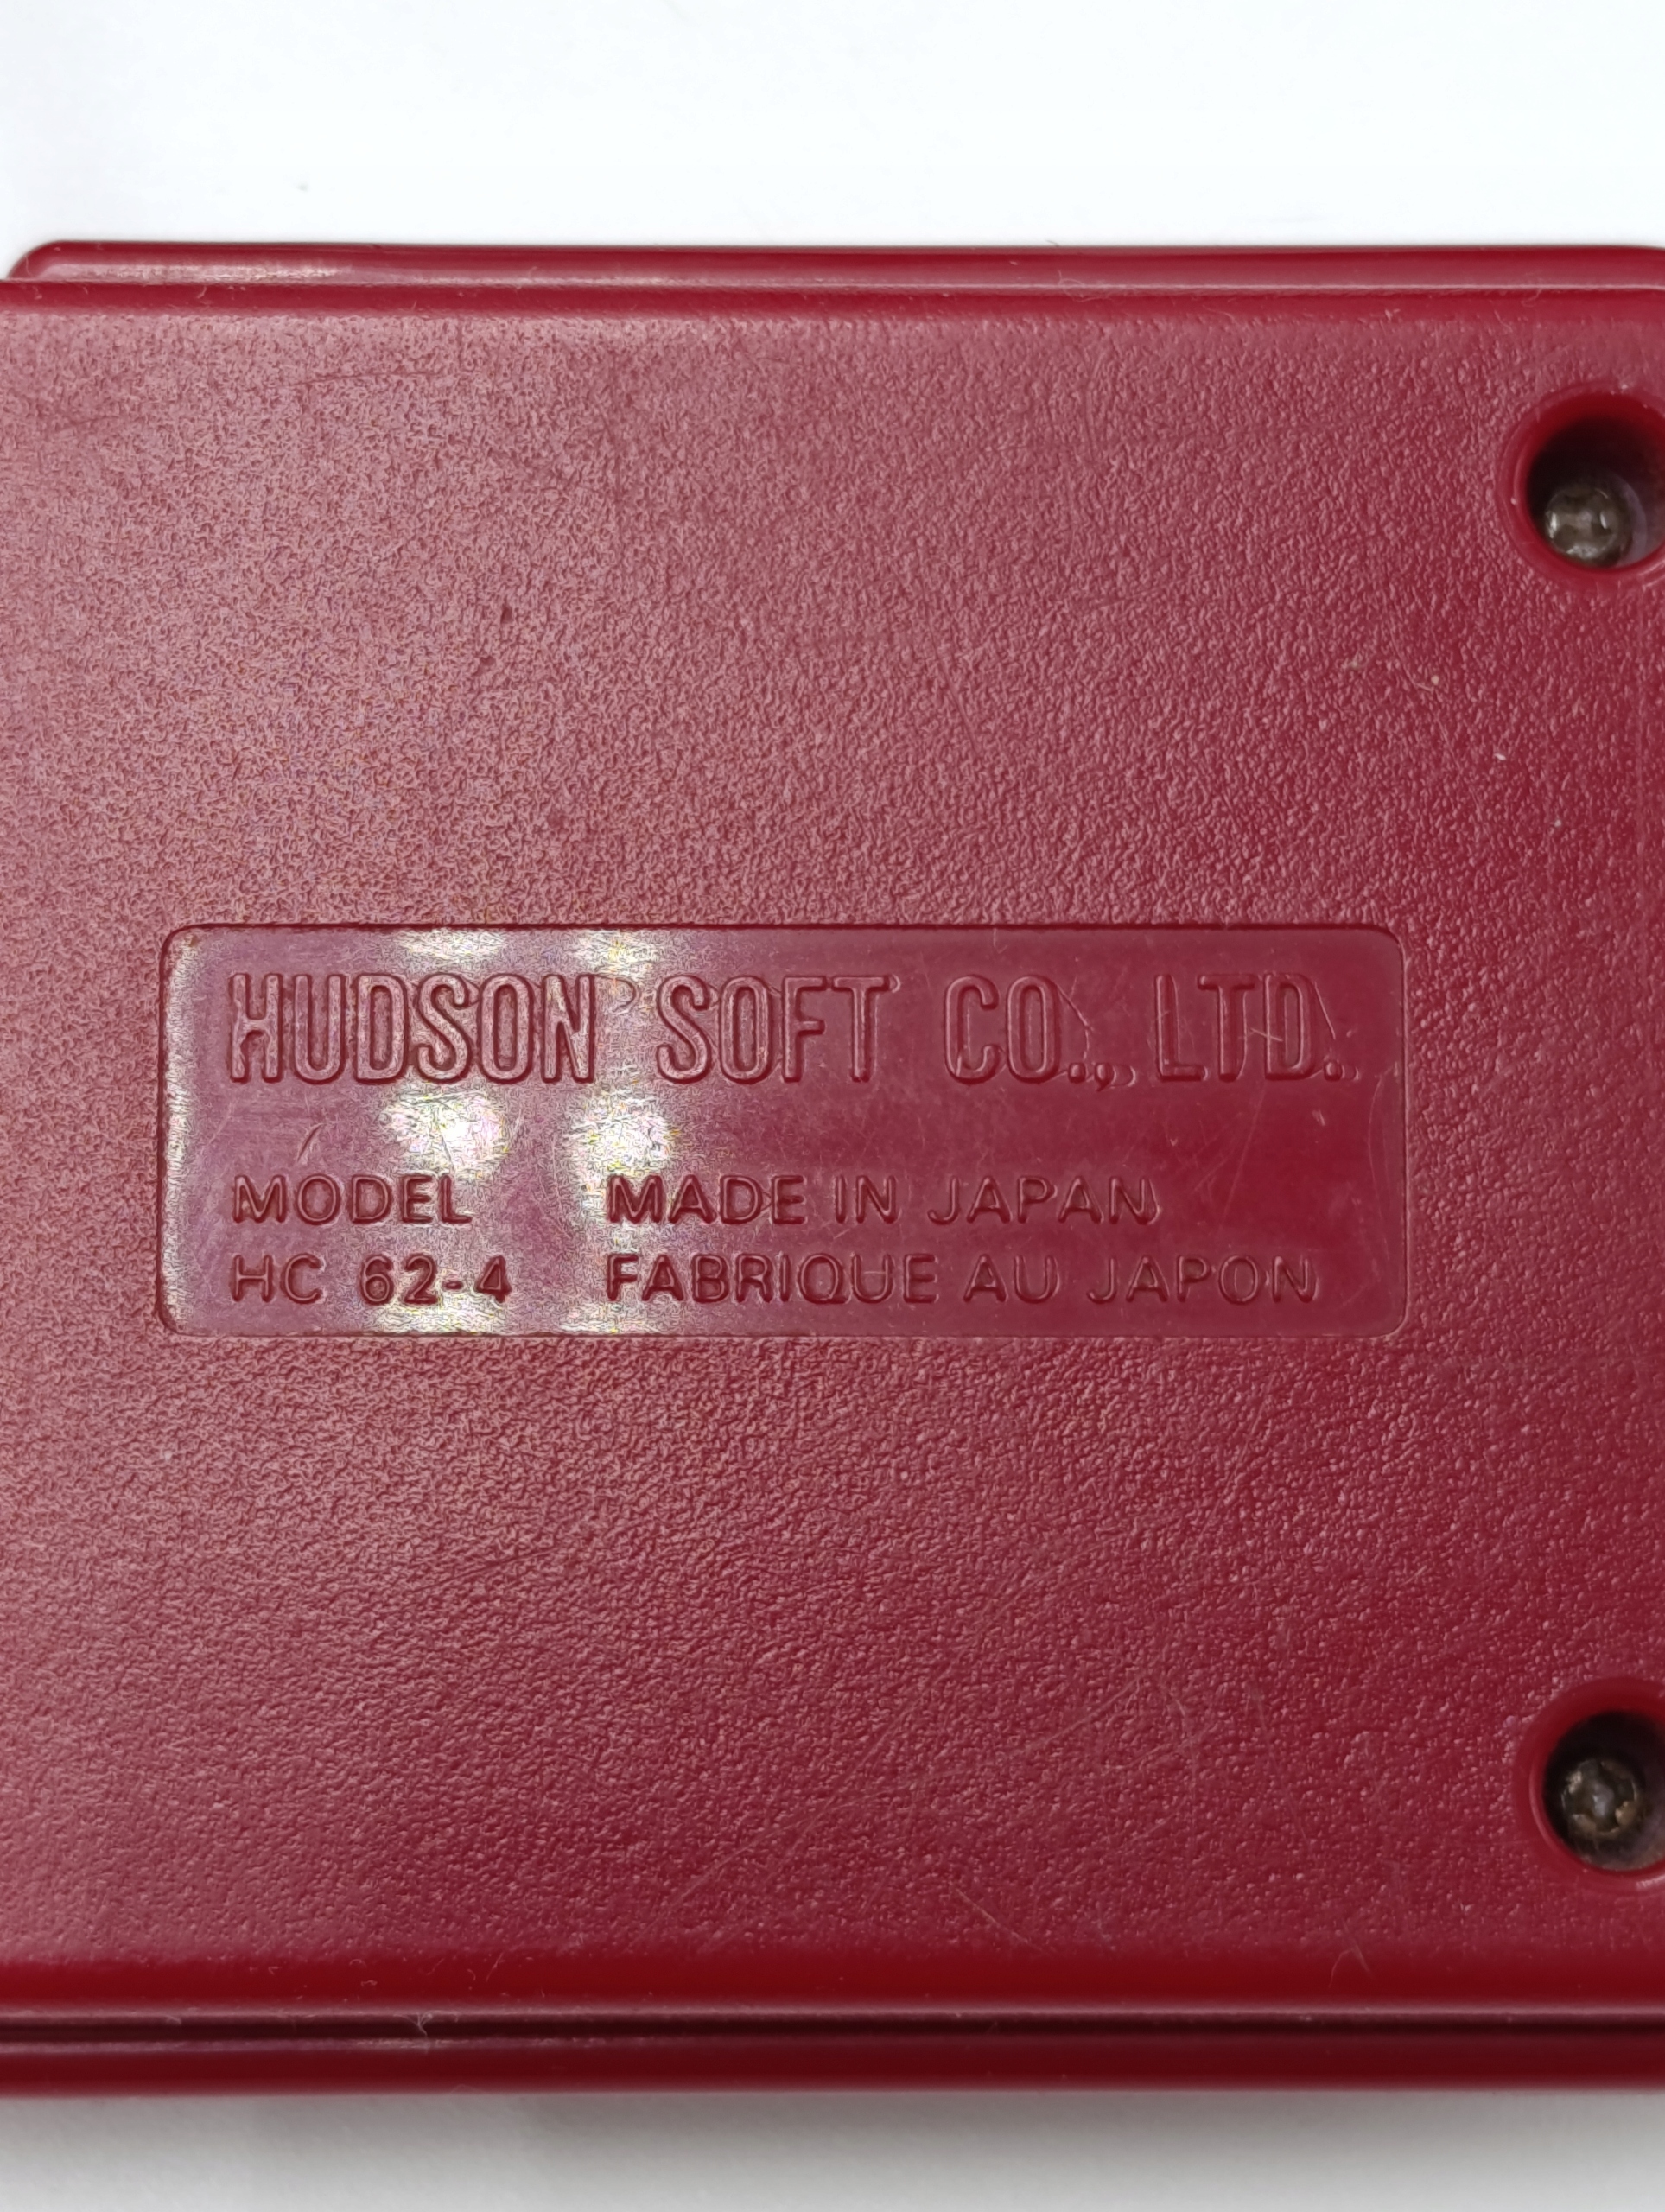 HUDSON SOFT CO., LTD.
MODEL MADE IN JAPAN
HC 62-4 FABRIQUE AU JAPON